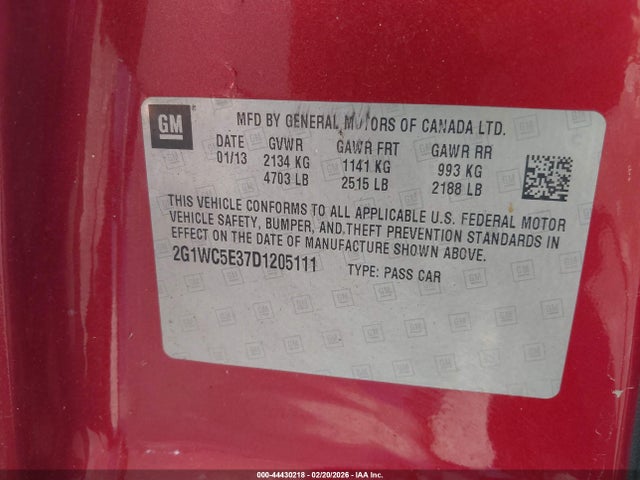 GM
MFD BY GENERAL MOTORS OF CANADA LTD.
DATE GVWR GAWR FRT GAWR RR
01/13 2134 KG 1141 KG 993 KG
4703 LB 2515 LB 2188 LB
THIS VEHICLE CONFORMS TO ALL APPLICABLE U.S. FEDERAL MOTOR
VEHICLE SAFETY, BUMPER, AND THEFT PREVENTION STANDARDS IN
EFFECT ON THE DATE OF MANUFACTURE SHOWN ABOVE.
2G1WC5E37D1205111 TYPE: PASS CAR
000-44430218 - 02/20/2026 - IAA Inc.